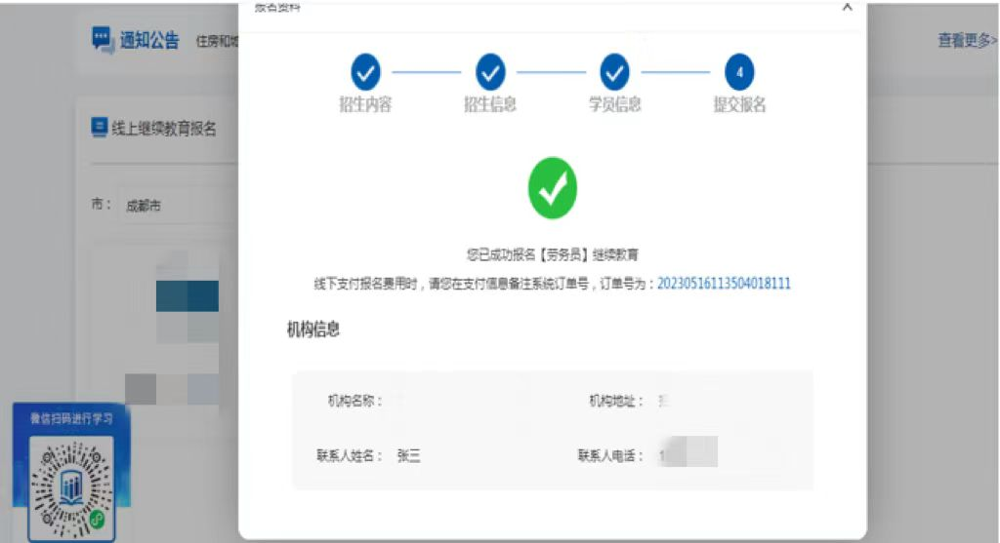 报名资料
通知公告
住房和城
查看更多>
招生内容
招生信息
学员信息
4
提交报名
线上继续教育报名
市：
成都市
您已成功报名【劳务员】继续教育
线下支付报名费用时，请您在支付信息备注系统订单号，订单号为：20230516113504018111
机构信息
机构名称：
机构地址：
联系人姓名：
张三
联系人电话：
1
微信扫码进行学习